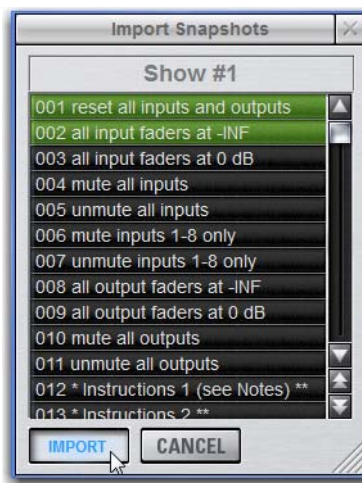 Import Snapshots
Show #1
001 reset all inputs and outputs
002 all input faders at -INF
003 all input faders at 0 dB
004 mute all inputs
005 unmute all inputs
006 mute inputs 1-8 only
007 unmute inputs 1-8 only
008 all output faders at -INF
009 all output faders at 0 dB
010 mute all outputs
011 unmute all outputs
012 * Instructions 1 (see Notes) **
013 * Instructions 2 **
IMPORT
CANCEL